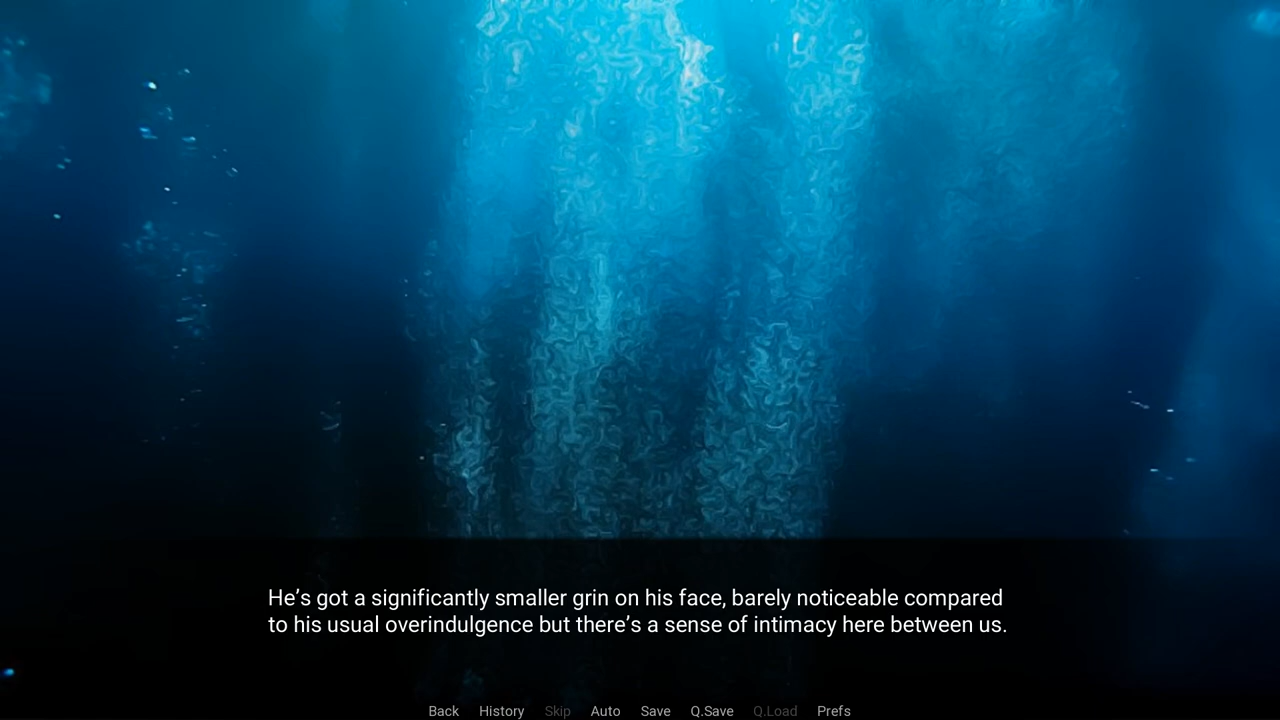 He’s got a significantly smaller grin on his face, barely noticeable compared
to his usual overindulgence but there’s a sense of intimacy here between us.
Back History Skip Auto Save Q.Save Q.Load Prefs